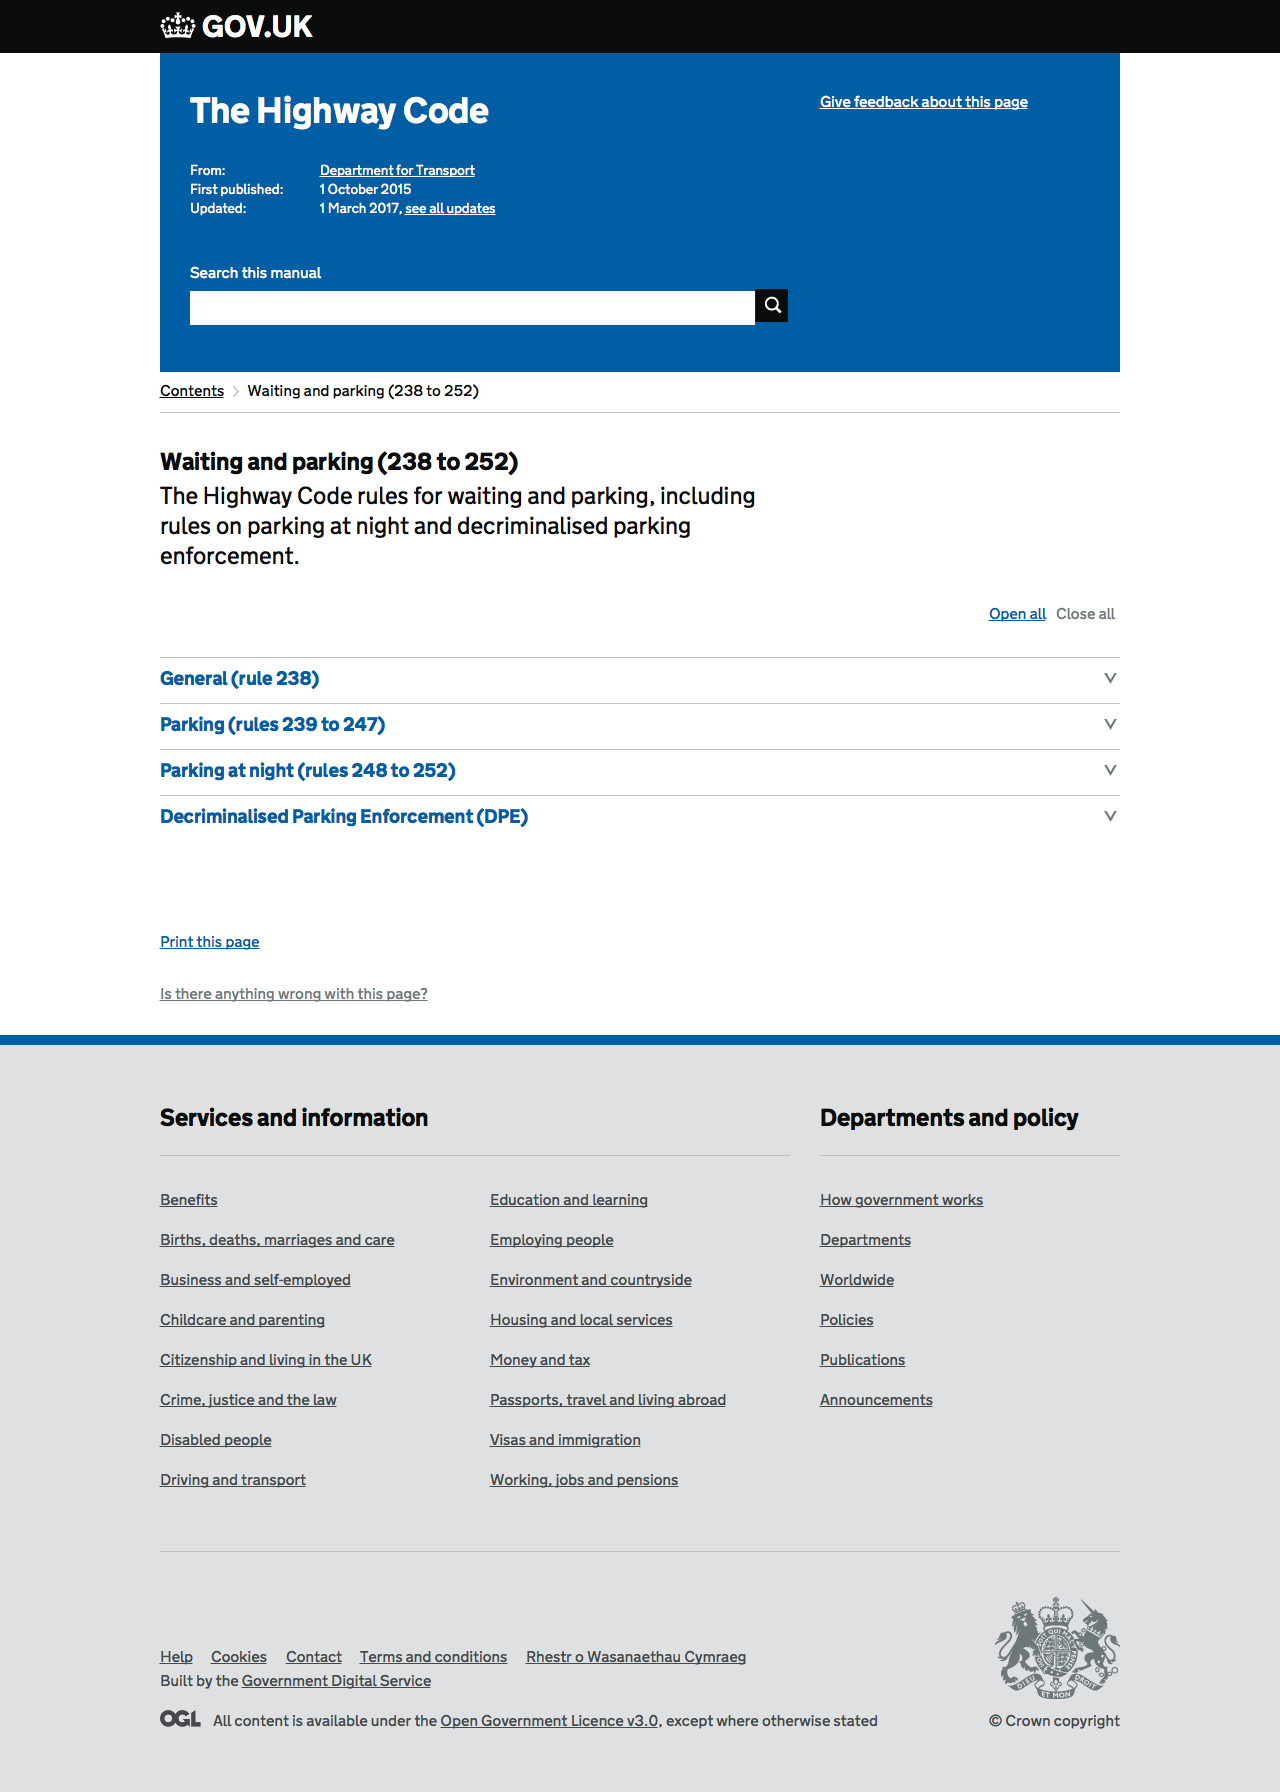 GOV.UK
The Highway Code
Give feedback about this page
From: Department for Transport
First published: 1 October 2015
Updated: 1 March 2017, see all updates
Search this manual
Contents Waiting and parking (238 to 252)
Waiting and parking (238 to 252)
The Highway Code rules for waiting and parking, including
rules on parking at night and decriminalised parking
enforcement.
Open all Close all
General (rule 238)
Parking (rules 239 to 247)
Parking at night (rules 248 to 252)
Decriminalised Parking Enforcement (DPE)
Print this page
Is there anything wrong with this page?
Services and information
Benefits
Births, deaths, marriages and care
Business and self-employed
Childcare and parenting
Citizenship and living in the UK
Crime, justice and the law
Disabled people
Driving and transport
Education and learning
Employing people
Environment and countryside
Housing and local services
Money and tax
Passports, travel and living abroad
Visas and immigration
Working, jobs and pensions
Departments and policy
How government works
Departments
Worldwide
Policies
Publications
Announcements
Help Cookies Contact Terms and conditions Rhestr o Wasanaethau Cymraeg
Built by the Government Digital Service
OGL All content is available under the Open Government Licence v3.0, except where otherwise stated
DIEU ET MON DROIT
© Crown copyright